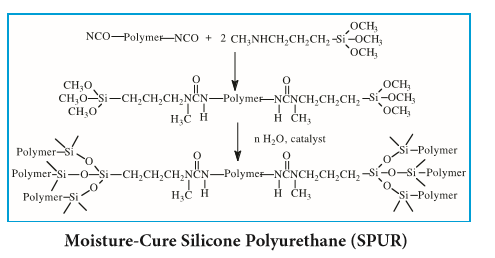 OCH₃
NCO—Polymer—NCO + 2 CH₃NHCH₂CH₂CH₂-Si-OCH₃
OCH₃
CH₃O O O OCH₃
CH₃O-Si-CH₂CH₂CH₂NCN-Polymer-NCNCH₂CH₂CH₂-Si-OCH₃
CH₃O H₃C H H CH₃ OCH₃
n H₂O, catalyst
Polymer-Si O O Si-Polymer
O O
Polymer-Si-O-Si-CH₂CH₂CH₂NCN-Polymer-NCNCH₂CH₂CH₂-Si-O-Si-Polymer
O H₃C H H CH₃ O
Polymer-Si Si-Polymer
Moisture-Cure Silicone Polyurethane (SPUR)